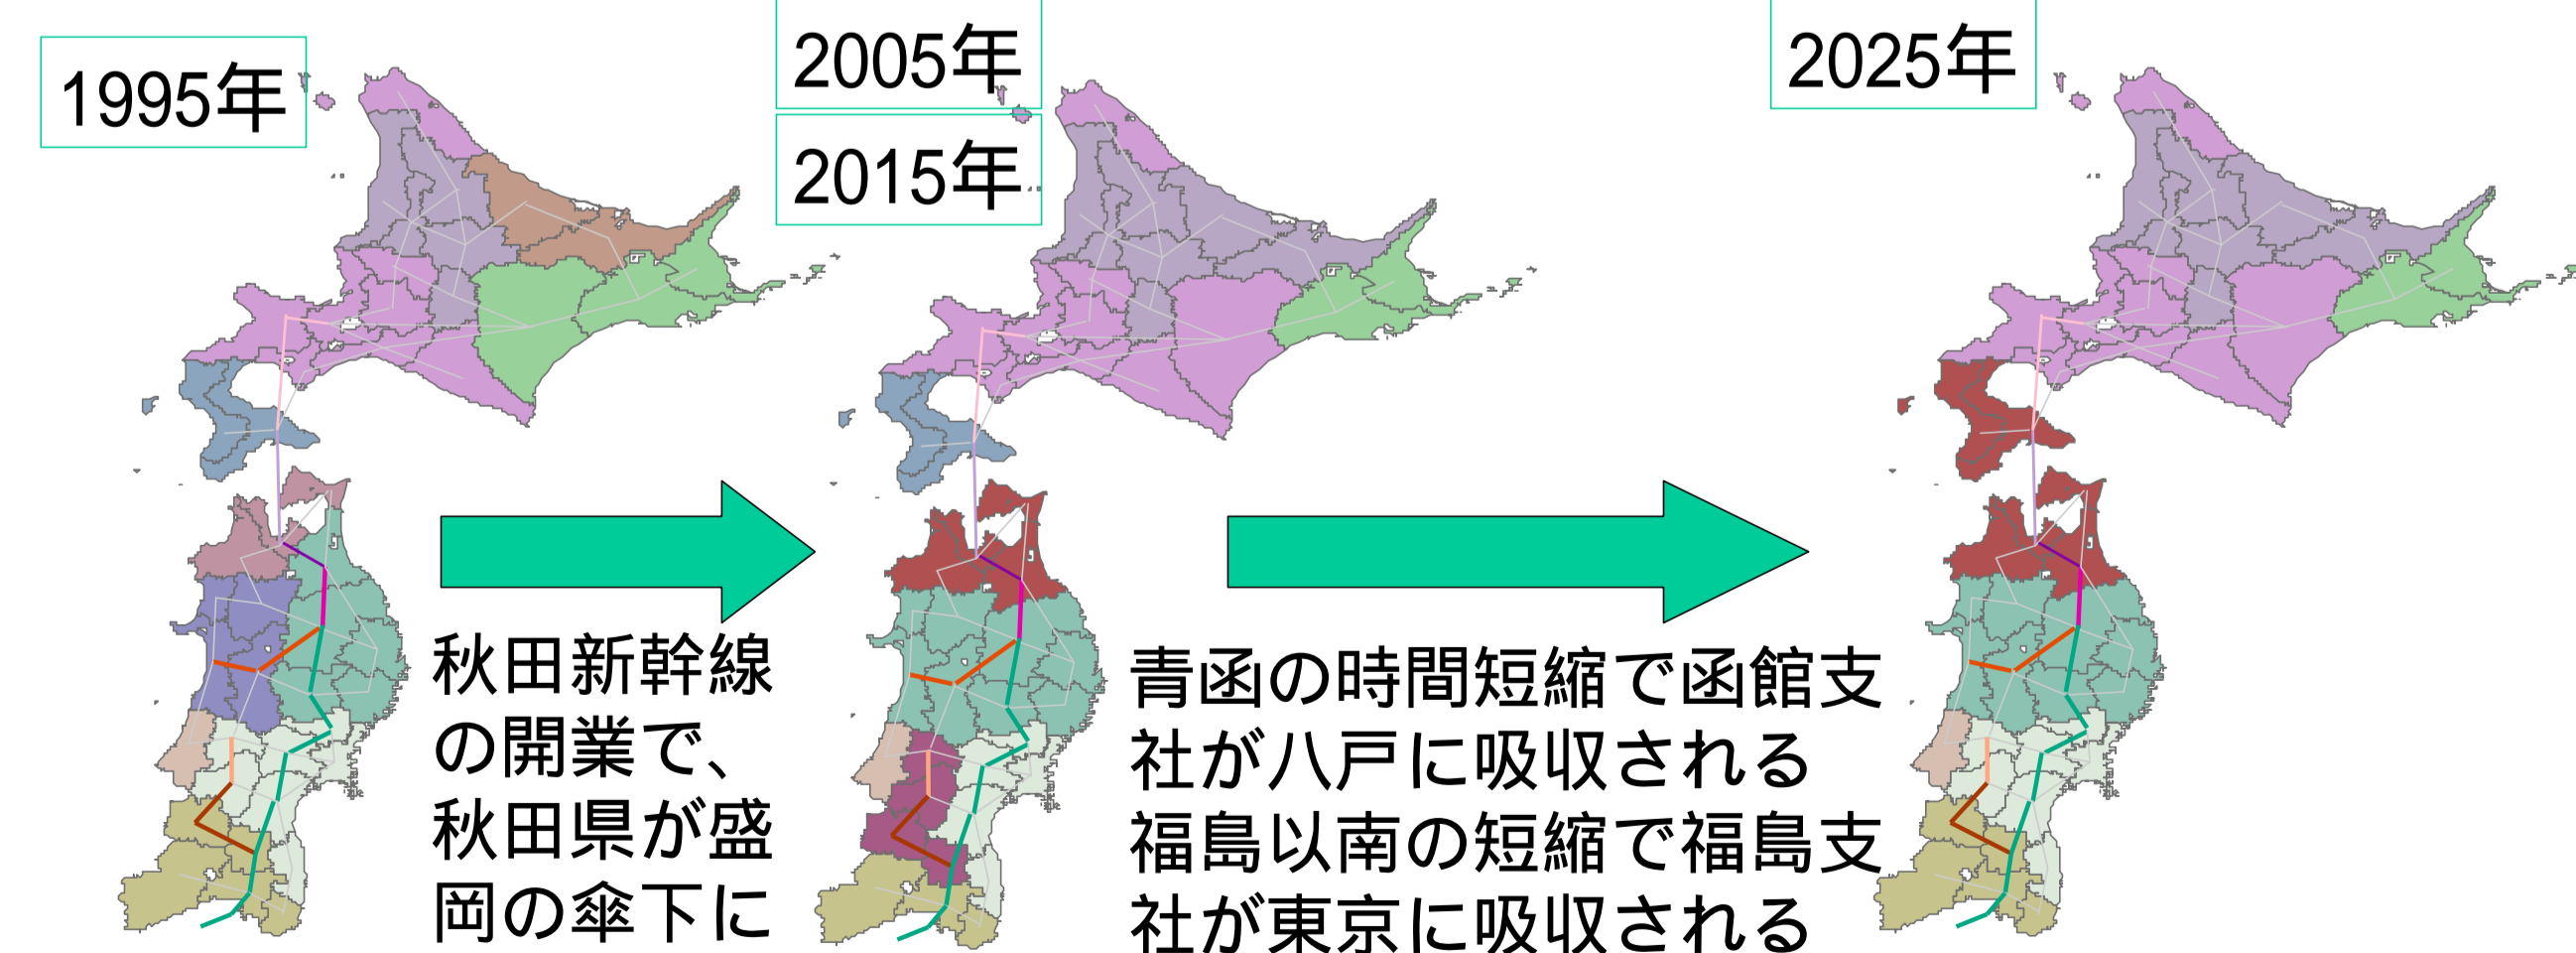 1995年
2005年
2015年
2025年
秋田新幹線
の開業で、
秋田県が盛
岡の傘下に
青函の時間短縮で函館支
社が八戸に吸収される
福島以南の短縮で福島支
社が東京に吸収される